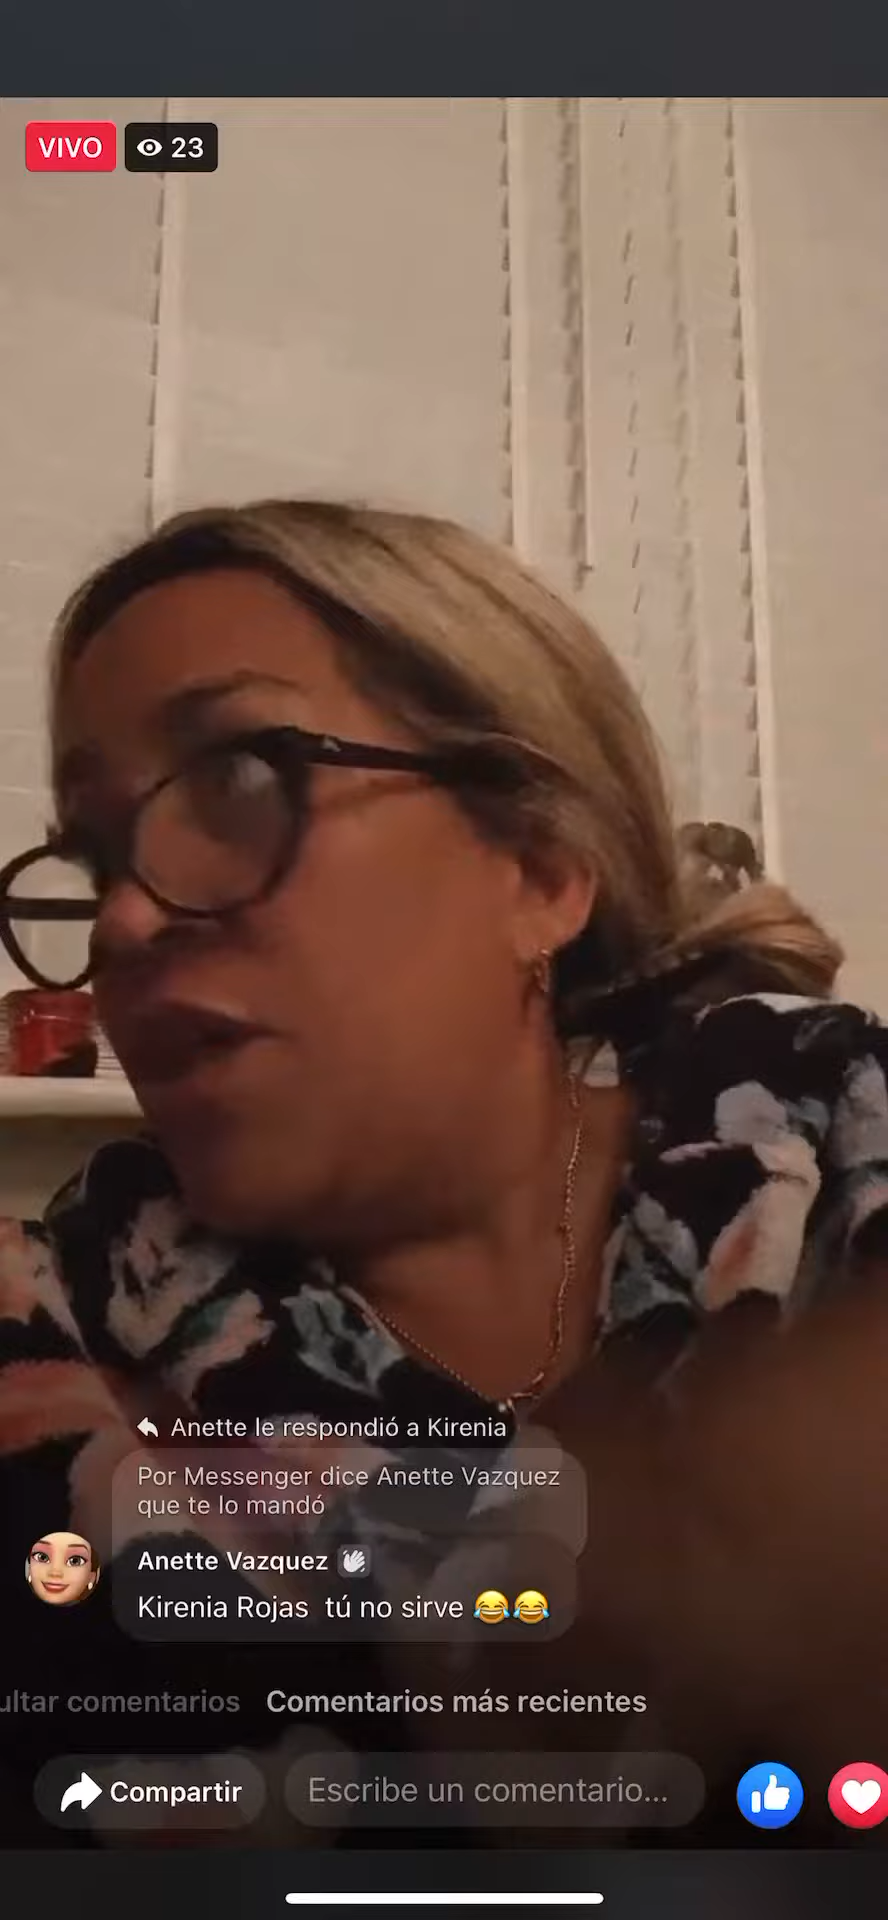 VIVO
23
Anette le respondió a Kirenia
Por Messenger dice Anette Vazquez
que te lo mandó
Anette Vazquez 👋
Kirenia Rojas tú no sirve 😂😂
ultar comentarios Comentarios más recientes
Compartir
Escribe un comentario...